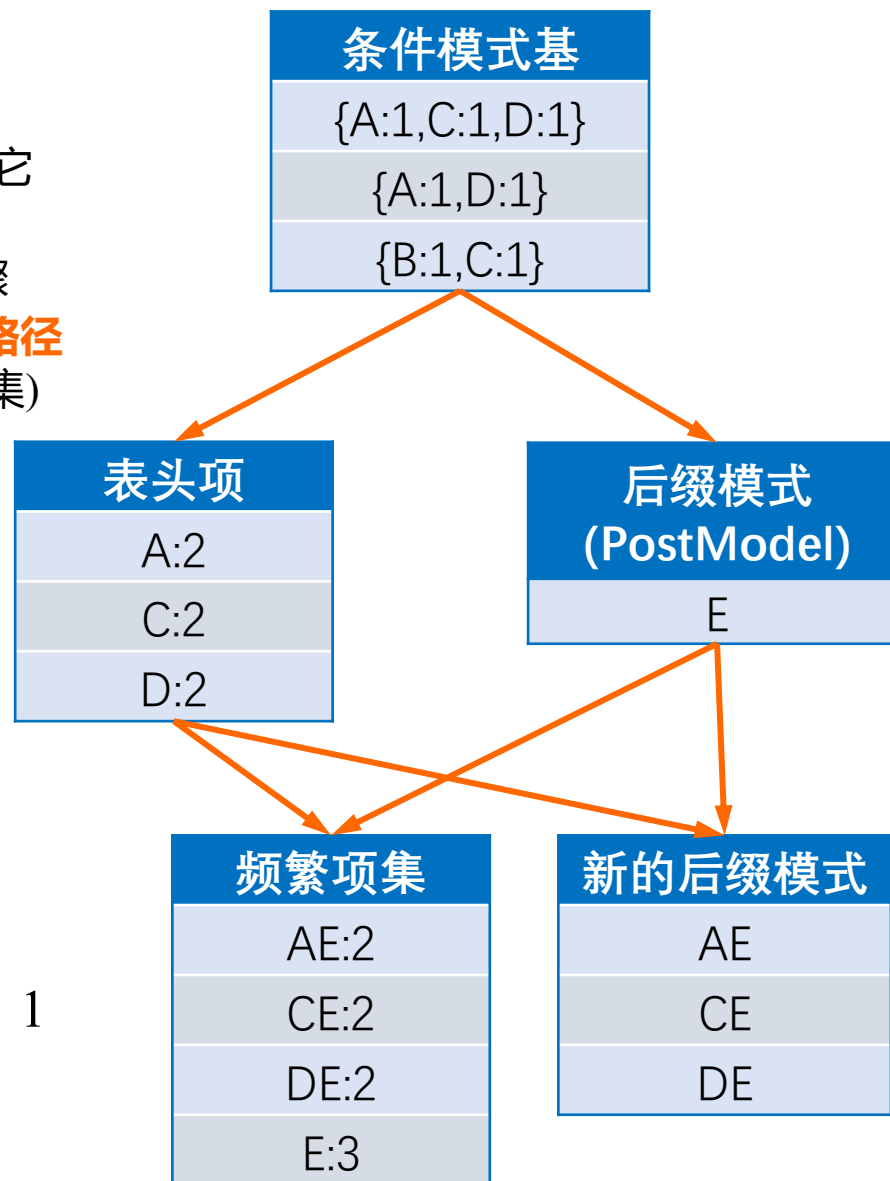 条件模式基
{A:1,C:1,D:1}
{A:1,D:1}
{B:1,C:1}
它
骤
路径
集)
表头项
A:2
C:2
D:2
后缀模式
(PostModel)
E
频繁项集
AE:2
CE:2
DE:2
E:3
新的后缀模式
AE
CE
DE
1